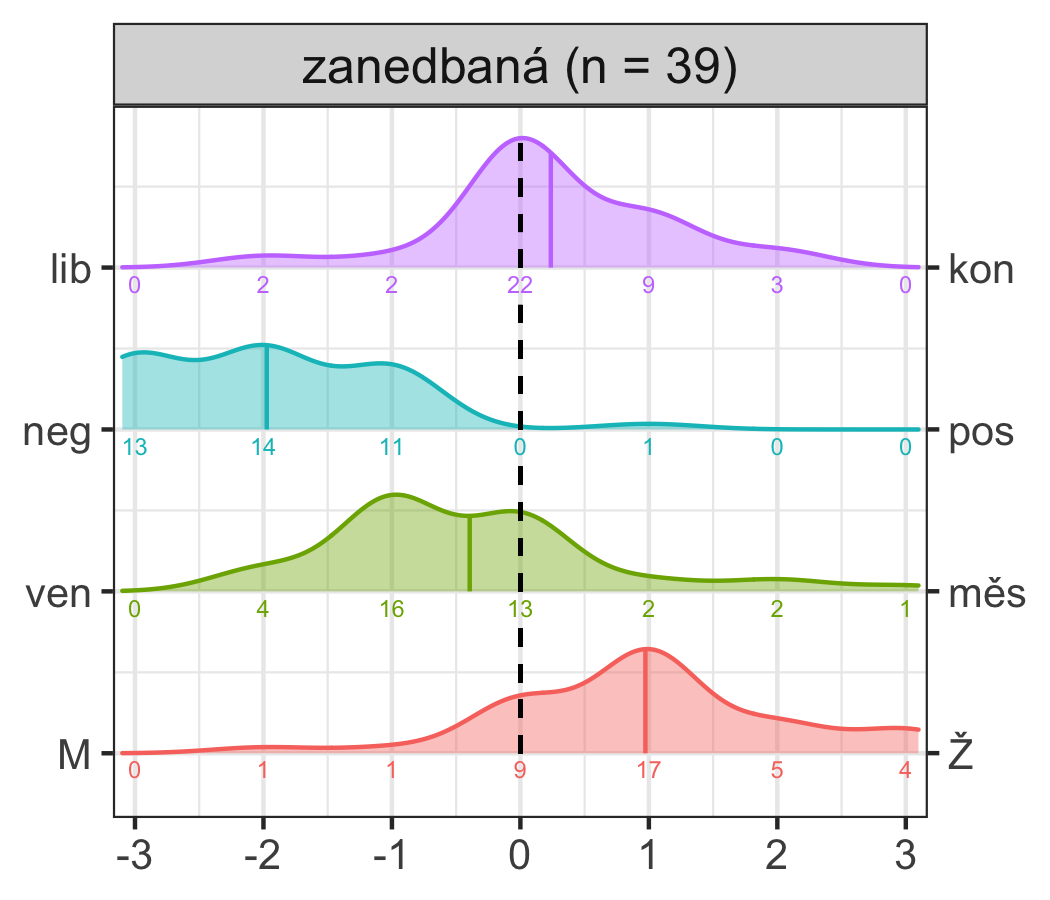 zanedbaná (n = 39)
lib kon
0 2 2 22 9 3 0
neg pos
13 14 11 0 1 0 0
ven měs
0 4 16 13 2 2 1
M Ž
0 1 1 9 17 5 4
-3 -2 -1 0 1 2 3